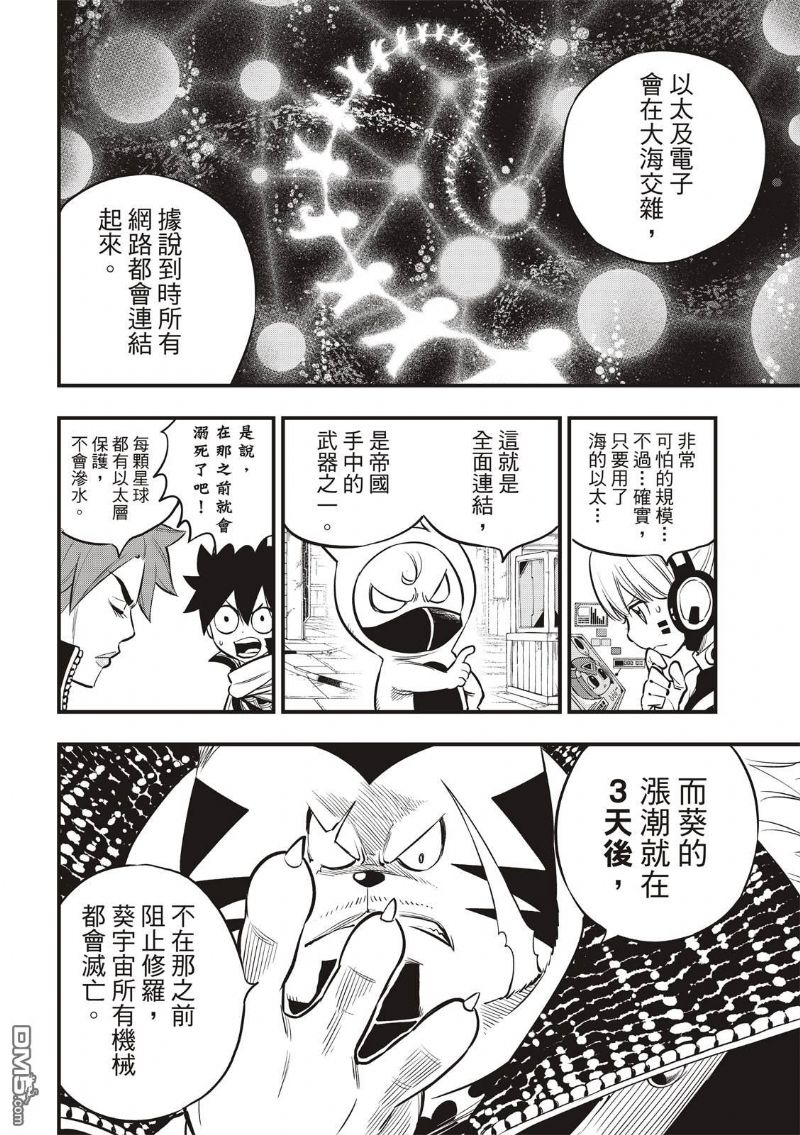 以太及電子
會在大海交雜，
據說到時所有
網路都會連結
起來。
非常
可怕的規模…
不過…確實，
只要用了
海的以太…
這就是
全面連結，
是帝國
手中的
武器之一。
是說，
在那之前就會
溺死了吧！
每顆星球
都有以太層
保護，
不會滲水。
而葵的
漲潮就在
3天後，
不在那之前
阻止修羅，
葵宇宙所有機械
都會滅亡。
DM5